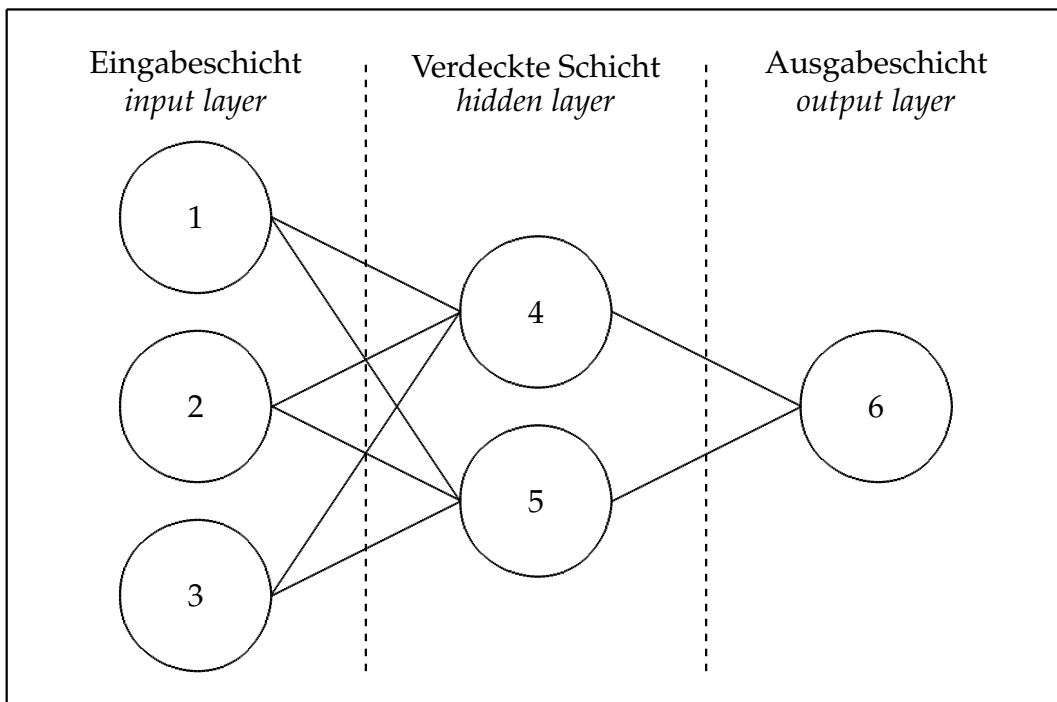 Eingabeschicht
input layer
Verdeckte Schicht
hidden layer
Ausgabeschicht
output layer
1
2
3
4
5
6